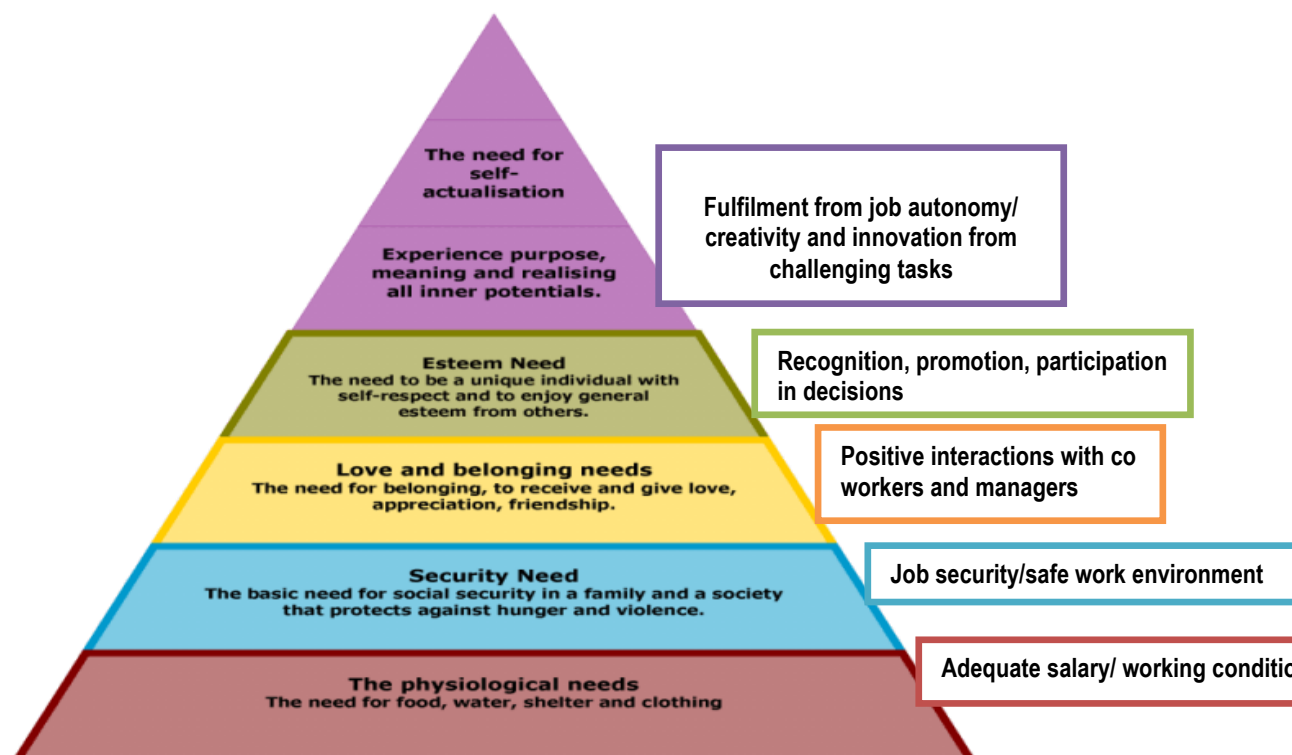 The need for
self-
actualisation
Experience purpose,
meaning and realising
all inner potentials.
Fulfilment from job autonomy/
creativity and innovation from
challenging tasks
Esteem Need
The need to be a unique individual with
self-respect and to enjoy general
esteem from others.
Recognition, promotion, participation
in decisions
Love and belonging needs
The need for belonging, to receive and give love,
appreciation, friendship.
Positive interactions with co
workers and managers
Security Need
The basic need for social security in a family and a society
that protects against hunger and violence.
Job security/safe work environment
The physiological needs
The need for food, water, shelter and clothing
Adequate salary/ working